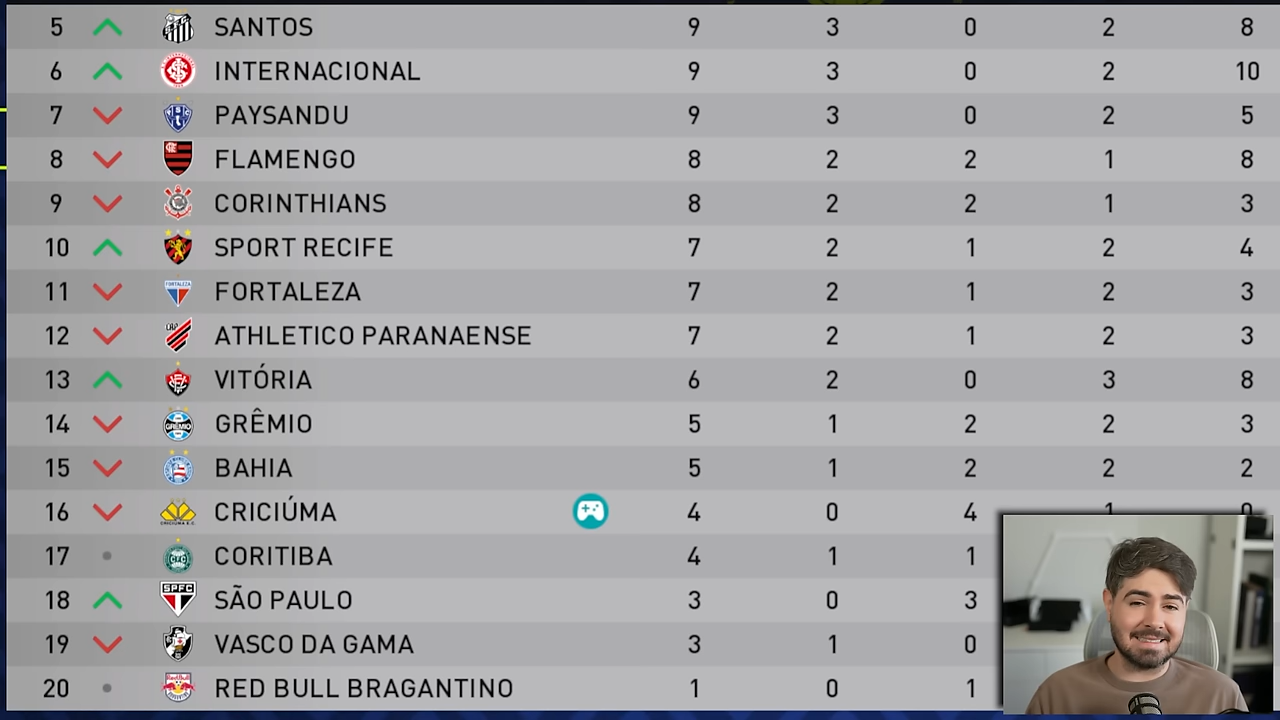 5 SANTOS 9 3 0 2 8
6 INTERNACIONAL 9 3 0 2 10
7 PAYSANDU 9 3 0 2 5
8 FLAMENGO 8 2 2 1 8
9 CORINTHIANS 8 2 2 1 3
10 SPORT RECIFE 7 2 1 2 4
11 FORTALEZA 7 2 1 2 3
12 ATHLETICO PARANAENSE 7 2 1 2 3
13 VITÓRIA 6 2 0 3 8
14 GRÊMIO 5 1 2 2 3
15 BAHIA 5 1 2 2 2
16 CRICIÚMA 4 0 4 1 0
17 CORITIBA 4 1 1
18 SPFC SÃO PAULO 3 0 3
19 VASCO DA GAMA 3 1 0
20 RED BULL BRAGANTINO 1 0 1